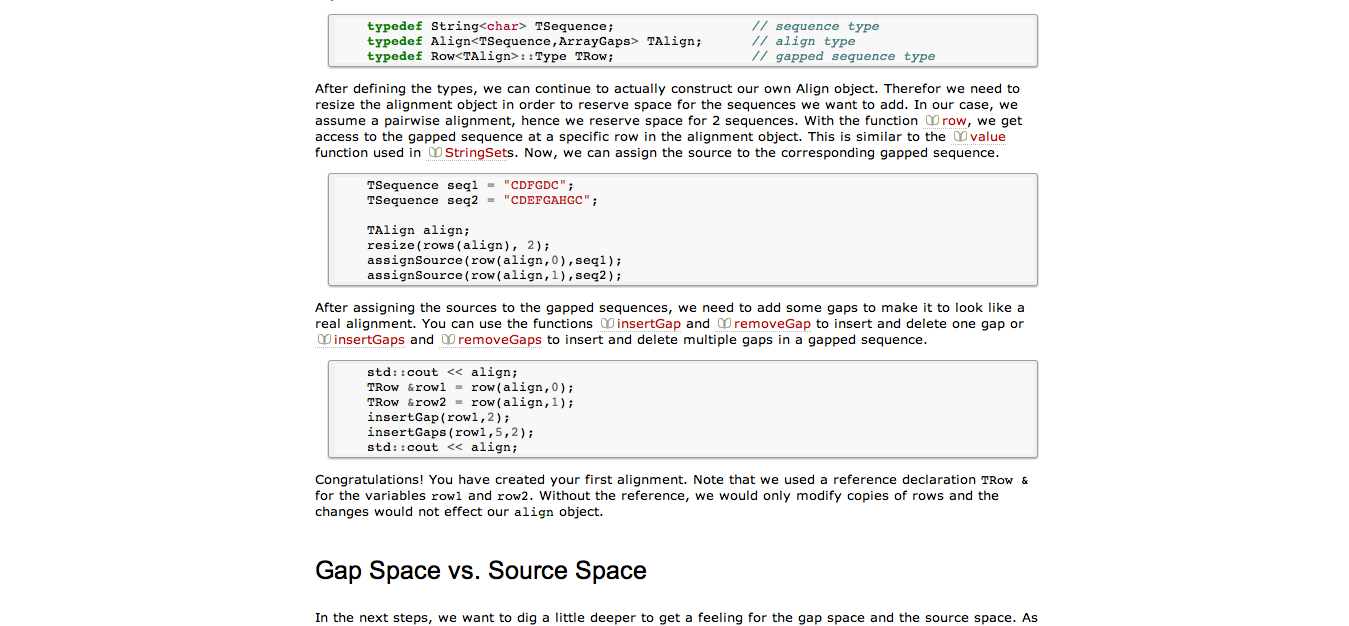 typedef String<char> TSequence; // sequence type
typedef Align<TSequence,ArrayGaps> TAlign; // align type
typedef Row<TAlign>::Type TRow; // gapped sequence type
After defining the types, we can continue to actually construct our own Align object. Therefor we need to
resize the alignment object in order to reserve space for the sequences we want to add. In our case, we
assume a pairwise alignment, hence we reserve space for 2 sequences. With the function row, we get
access to the gapped sequence at a specific row in the alignment object. This is similar to the value
function used in StringSets. Now, we can assign the source to the corresponding gapped sequence.
TSequence seq1 = "CDFGDC";
TSequence seq2 = "CDEFGAHGC";
TAlign align;
resize(rows(align), 2);
assignSource(row(align,0),seq1);
assignSource(row(align,1),seq2);
After assigning the sources to the gapped sequences, we need to add some gaps to make it to look like a
real alignment. You can use the functions insertGap and removeGap to insert and delete one gap or
insertGaps and removeGaps to insert and delete multiple gaps in a gapped sequence.
std::cout << align;
TRow &row1 = row(align,0);
TRow &row2 = row(align,1);
insertGap(row1,2);
insertGaps(row1,5,2);
std::cout << align;
Congratulations! You have created your first alignment. Note that we used a reference declaration TRow &
for the variables row1 and row2. Without the reference, we would only modify copies of rows and the
changes would not effect our align object.
Gap Space vs. Source Space
In the next steps, we want to dig a little deeper to get a feeling for the gap space and the source space. As